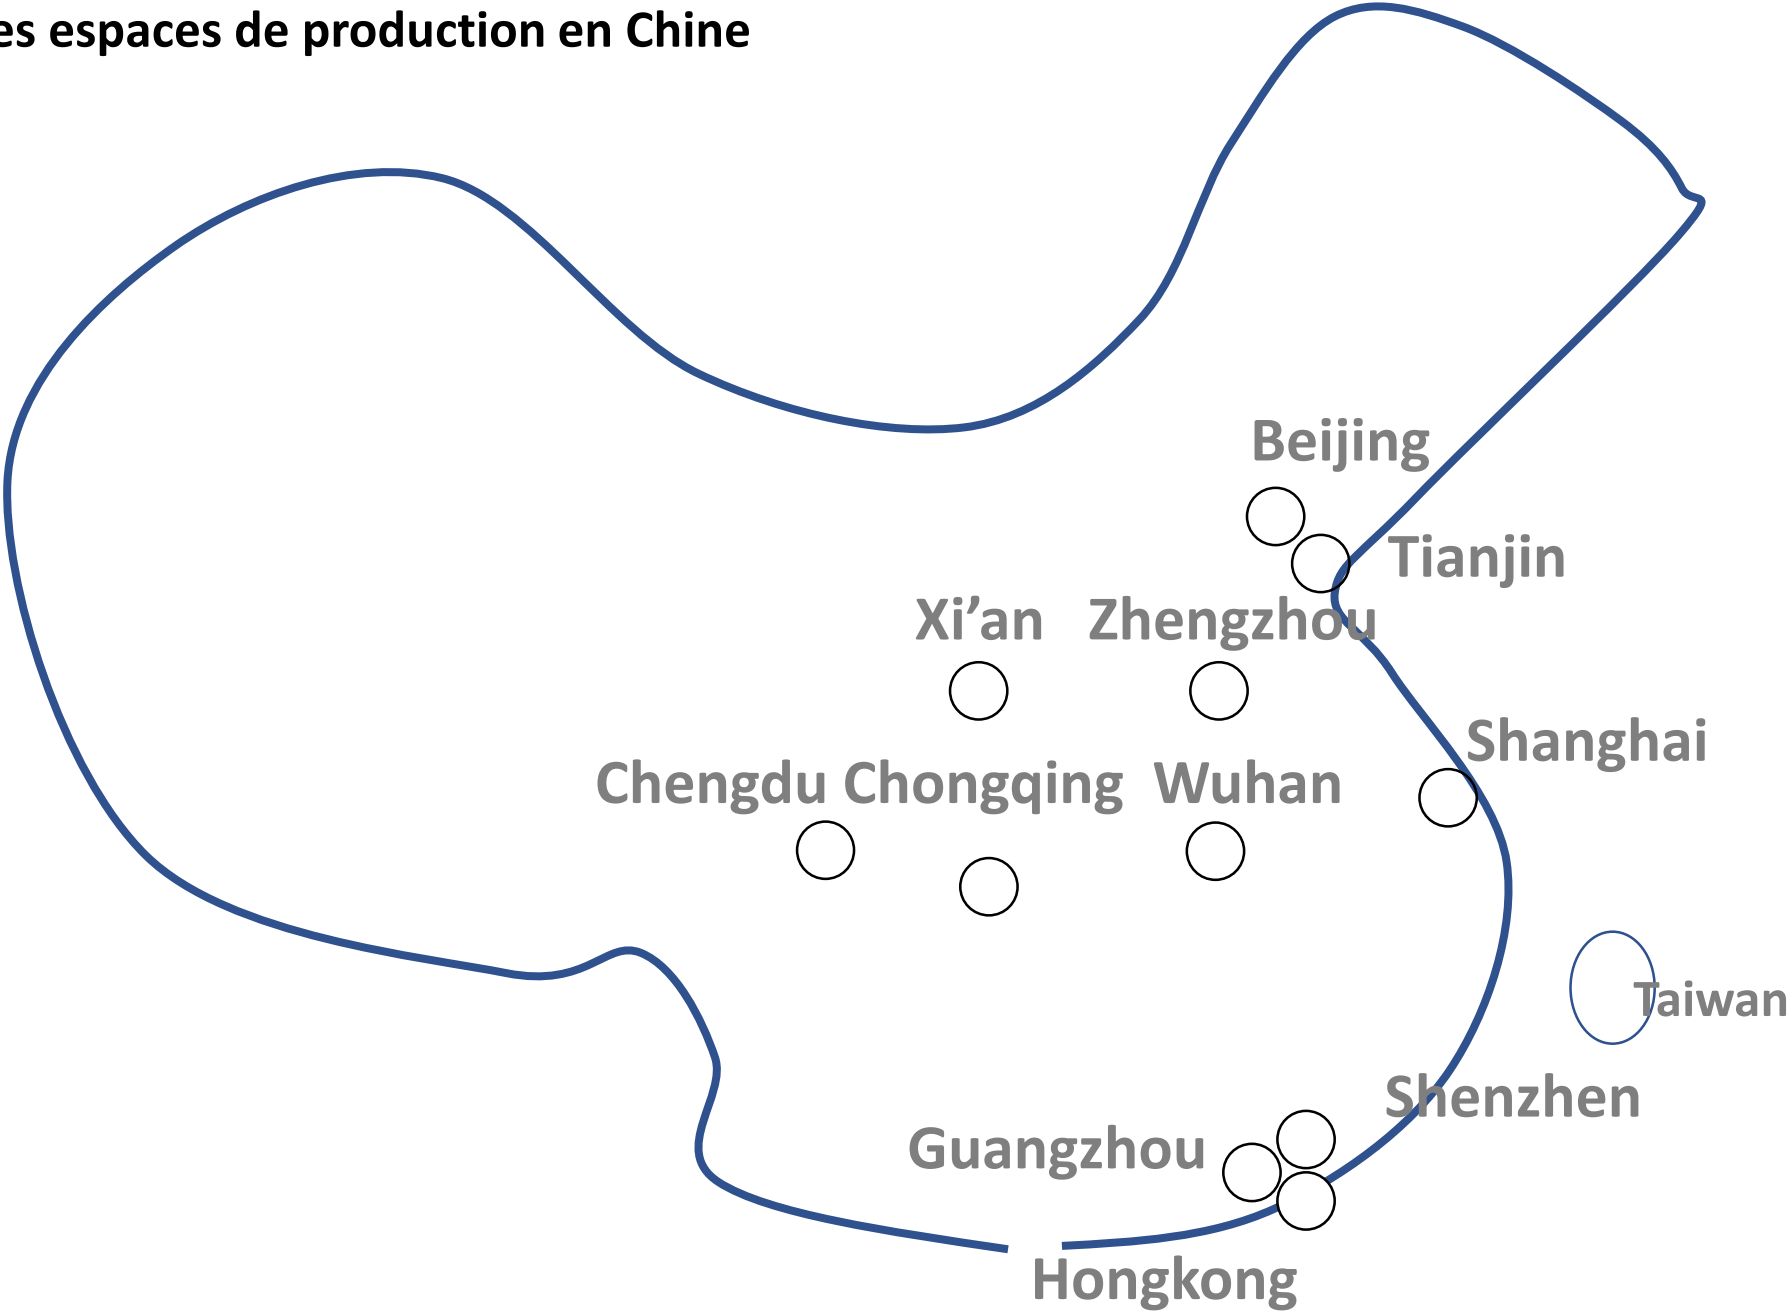 es espaces de production en Chine
Beijing
Tianjin
Xi’an
Zhengzhou
Shanghai
Chengdu
Chongqing
Wuhan
Taiwan
Shenzhen
Guangzhou
Hongkong